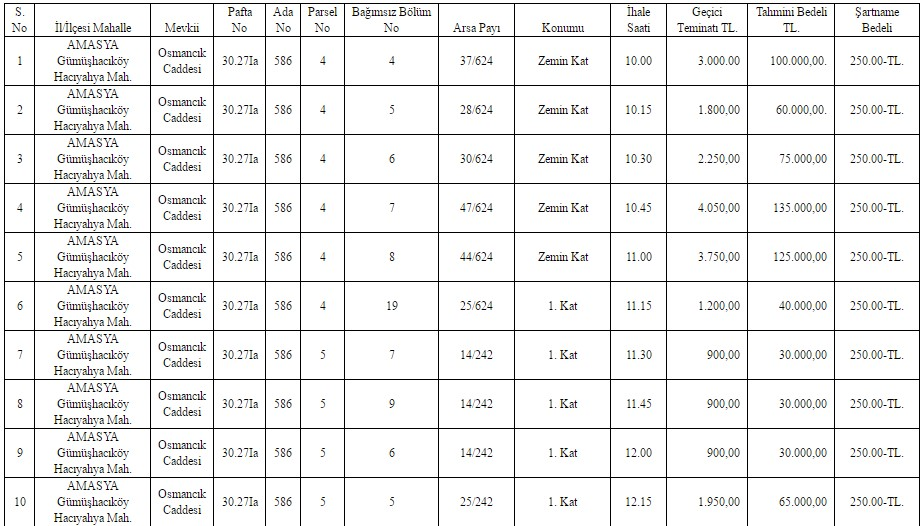 S. No İl/İlçesi Mahalle Mevkii Pafta No Ada No Parsel No Bağımsız Bölüm No Arsa Payı Konumu İhale Saati Geçici Teminatı TL. Tahmini Bedeli TL. Şartname Bedeli
1 AMASYA Gümüşhacıköy Hacıyahya Mah. Osmancık Caddesi 30.27Ia 586 4 4 37/624 Zemin Kat 10.00 3.000.00 100.000,00. 250.00-TL.
2 AMASYA Gümüşhacıköy Hacıyahya Mah. Osmancık Caddesi 30.27Ia 586 4 5 28/624 Zemin Kat 10.15 1.800,00 60.000,00. 250.00-TL.
3 AMASYA Gümüşhacıköy Hacıyahya Mah. Osmancık Caddesi 30.27Ia 586 4 6 30/624 Zemin Kat 10.30 2.250,00 75.000,00 250.00-TL.
4 AMASYA Gümüşhacıköy Hacıyahya Mah. Osmancık Caddesi 30.27Ia 586 4 7 47/624 Zemin Kat 10.45 4.050,00 135.000,00 250.00-TL.
5 AMASYA Gümüşhacıköy Hacıyahya Mah. Osmancık Caddesi 30.27Ia 586 4 8 44/624 Zemin Kat 11.00 3.750,00 125.000,00 250.00-TL.
6 AMASYA Gümüşhacıköy Hacıyahya Mah. Osmancık Caddesi 30.27Ia 586 4 19 25/624 1. Kat 11.15 1.200,00 40.000,00 250.00-TL.
7 AMASYA Gümüşhacıköy Hacıyahya Mah. Osmancık Caddesi 30.27Ia 586 5 7 14/242 1. Kat 11.30 900,00 30.000,00 250.00-TL.
8 AMASYA Gümüşhacıköy Hacıyahya Mah. Osmancık Caddesi 30.27Ia 586 5 9 14/242 1. Kat 11.45 900,00 30.000,00 250.00-TL.
9 AMASYA Gümüşhacıköy Hacıyahya Mah. Osmancık Caddesi 30.27Ia 586 5 6 14/242 1. Kat 12.00 900,00 30.000,00 250.00-TL.
10 AMASYA Gümüşhacıköy Hacıyahya Mah. Osmancık Caddesi 30.27Ia 586 5 5 25/242 1. Kat 12.15 1.950,00 65.000,00 250.00-TL.